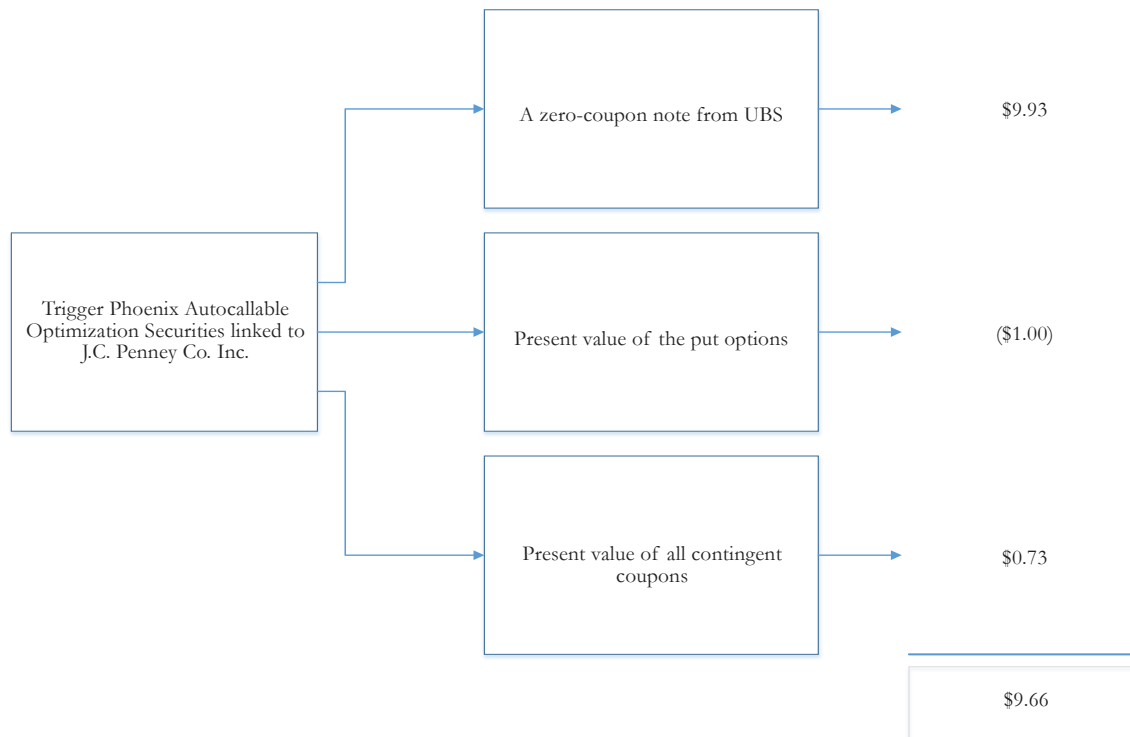 A zero-coupon note from UBS
$9.93
Trigger Phoenix Autocallable
Optimization Securities linked to
J.C. Penney Co. Inc.
Present value of the put options
($1.00)
Present value of all contingent
coupons
$0.73
$9.66